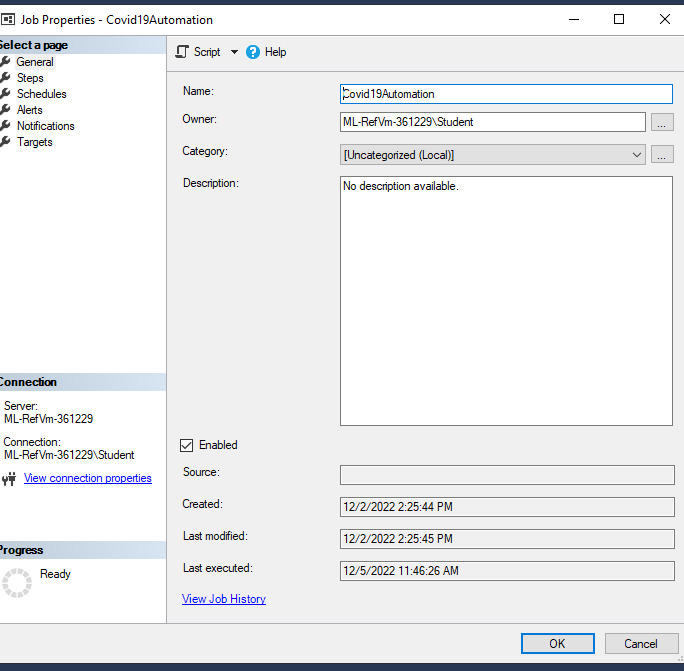 Job Properties - Covid19Automation
Select a page
General
Steps
Schedules
Alerts
Notifications
Targets
Connection
Server:
ML-RefVm-361229
Connection:
ML-RefVm-361229\Student
View connection properties
Progress
Ready
Script
Help
Name:
Covid19Automation
Owner:
ML-RefVm-361229\Student
...
Category:
[Uncategorized (Local)]
...
Description:
No description available.
Enabled
Source:
Created:
12/2/2022 2:25:44 PM
Last modified:
12/2/2022 2:25:45 PM
Last executed:
12/5/2022 11:46:26 AM
View Job History
OK
Cancel